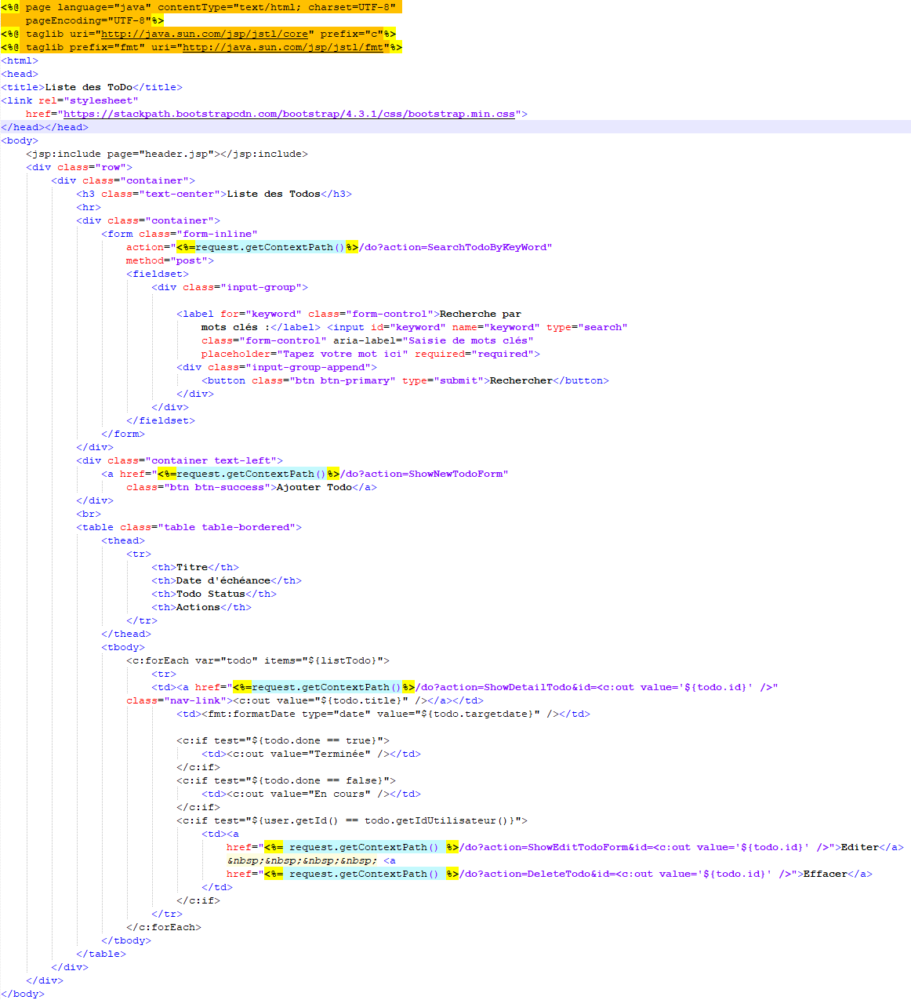 <%@ page language="java" contentType="text/html; charset=UTF-8"
    pageEncoding="UTF-8"%>
<%@ taglib uri="http://java.sun.com/jsp/jstl/core" prefix="c"%>
<%@ taglib prefix="fmt" uri="http://java.sun.com/jsp/jstl/fmt"%>
<html>
<head>
<title>Liste des ToDo</title>
<link rel="stylesheet"
    href="https://stackpath.bootstrapcdn.com/bootstrap/4.3.1/css/bootstrap.min.css">
</head></head>
<body>
    <jsp:include page="header.jsp"></jsp:include>
    <div class="row">
        <div class="container">
            <h3 class="text-center">Liste des Todos</h3>
            <hr>
            <div class="container">
                <form class="form-inline"
                    action="<%=request.getContextPath()%>/do?action=SearchTodoByKeyWord"
                    method="post">
                    <fieldset>
                        <div class="input-group">
                            <label for="keyword" class="form-control">Recherche par
                                mots clés :</label> <input id="keyword" name="keyword" type="search"
                                class="form-control" aria-label="Saisie de mots clés"
                                placeholder="Tapez votre mot ici" required="required">
                            <div class="input-group-append">
                                <button class="btn btn-primary" type="submit">Rechercher</button>
                            </div>
                        </div>
                    </fieldset>
                </form>
            </div>
            <div class="container text-left">
                <a href="<%=request.getContextPath()%>/do?action=ShowNewTodoForm"
                    class="btn btn-success">Ajouter Todo</a>
            </div>
            <br>
            <table class="table table-bordered">
                <thead>
                    <tr>
                        <th>Titre</th>
                        <th>Date d'échéance</th>
                        <th>Todo Status</th>
                        <th>Actions</th>
                    </tr>
                </thead>
                <tbody>
                    <c:forEach var="todo" items="${listTodo}">
                        <tr>
                        <td><a href="<%=request.getContextPath()%>/do?action=ShowDetailTodo&id=<c:out value='${todo.id}' />"
                    class="nav-link"><c:out value="${todo.title}" /></a></td>
                            <td><fmt:formatDate type="date" value="${todo.targetdate}" /></td>
                            <c:if test="${todo.done == true}">
                                <td><c:out value="Terminée" /></td>
                            </c:if>
                            <c:if test="${todo.done == false}">
                                <td><c:out value="En cours" /></td>
                            </c:if>
                            <c:if test="${user.getId() == todo.getIdUtilisateur()}">
                                <td><a
                                    href="<%= request.getContextPath() %>/do?action=ShowEditTodoForm&id=<c:out value='${todo.id}' />">Editer</a>
                                    &nbsp;&nbsp;&nbsp;&nbsp; <a
                                    href="<%= request.getContextPath() %>/do?action=DeleteTodo&id=<c:out value='${todo.id}' />">Effacer</a>
                                </td>
                            </c:if>
                        </tr>
                    </c:forEach>
                </tbody>
            </table>
        </div>
    </div>
</body>